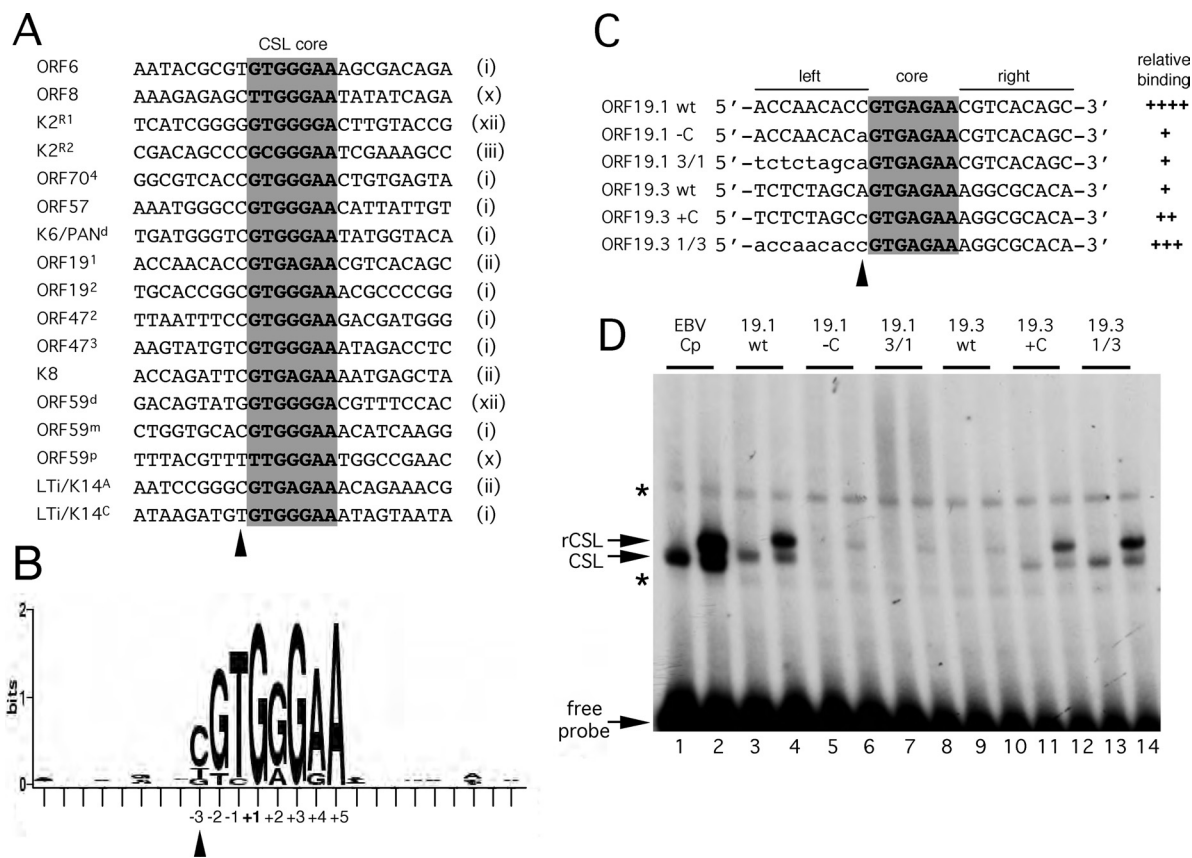 A
CSL core
ORF6 AATACGCGTGTGGGAAAGCGACAGA (i)
ORF8 AAAGAGAGCTTGGGGATATATCAGA (x)
K2R1 TCATCGGGGGTGGGGACTTGTACCG (xii)
K2R2 CGACAGCCCGCGGGAATCGAAAGCC (iii)
ORF704 GGCGTCACCGTGGGAACTGTGAGTA (i)
ORF57 AAATGGGCCGTGGGAACATTATTGT (i)
K6/PANd TGATGGGTCGTGGGAATATGGTACA (i)
ORF191 ACCAACACCGTGAGAACGTCACAGC (ii)
ORF192 TGCACCGGCGTGGGAAACGCCCCGG (i)
ORF472 TTAATTTCCGTGGGAAGACGATGGG (i)
ORF473 AAGTATGTCGTGGGAAATAGACCTC (i)
K8 ACCAGATTCGTGAGAAAATGAGCTA (ii)
ORF59d GACAGTATGGTGGGGACGTTTCCAC (xii)
ORF59m CTGGTGCACGTGGGAAACATCAAGG (i)
ORF59p TTTACGTTTTTGGGAATGGCCGAAC (x)
LTi/K14A AATCCGGGCGTGAGAACAGAAACG (ii)
LTi/K14C ATAAGATGTGTGGGAAATAGTAATA (i)
B
bits
2
1
0
-3 -2 -1 +1 +2 +3 +4 +5
C
left core right relative binding
ORF19.1 wt 5′-ACCAACACCGTGAGAACGTCACAGC-3′ ++++
ORF19.1 -C 5′-ACCAACACaGTGAGAACGTCACAGC-3′ +
ORF19.1 3/1 5′-tctctagcaGTGAGAACGTCACAGC-3′ +
ORF19.3 wt 5′-TCTCTAGCAGTGAGAAAGGCGCACA-3′ +
ORF19.3 +C 5′-TCTCTAGCcGTGAGAAAGGCGCACA-3′ ++
ORF19.3 1/3 5′-accaacaccGTGAGAAAGGCGCACA-3′ +++
D
EBV Cp
19.1 wt
19.1 -C
19.1 3/1
19.3 wt
19.3 +C
19.3 1/3
*
rCSL
CSL
*
free probe
1 2 3 4 5 6 7 8 9 10 11 12 13 14